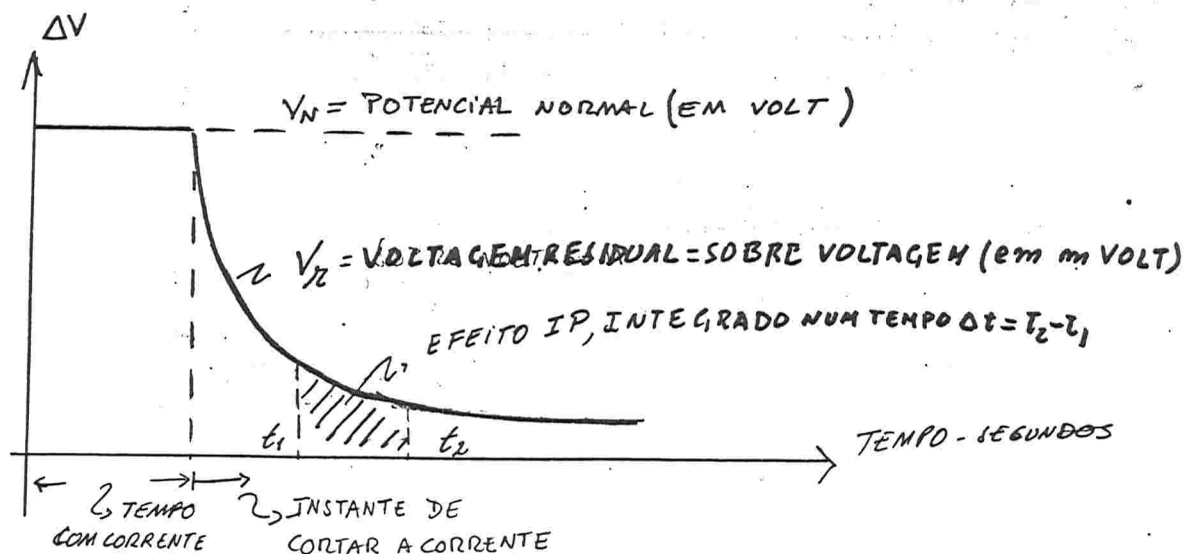 ΔV
V_N = POTENCIAL NORMAL (EM VOLT)
V_r = VOLTAGEM RESIDUAL = SOBRE VOLTAGEM (em m VOLT)
EFEITO IP, INTEGRADO NUM TEMPO Δt = t_2 - t_1
t_1
t_2
TEMPO - SEGUNDOS
TEMPO
COM CORRENTE
INSTANTE DE
CORTAR A CORRENTE